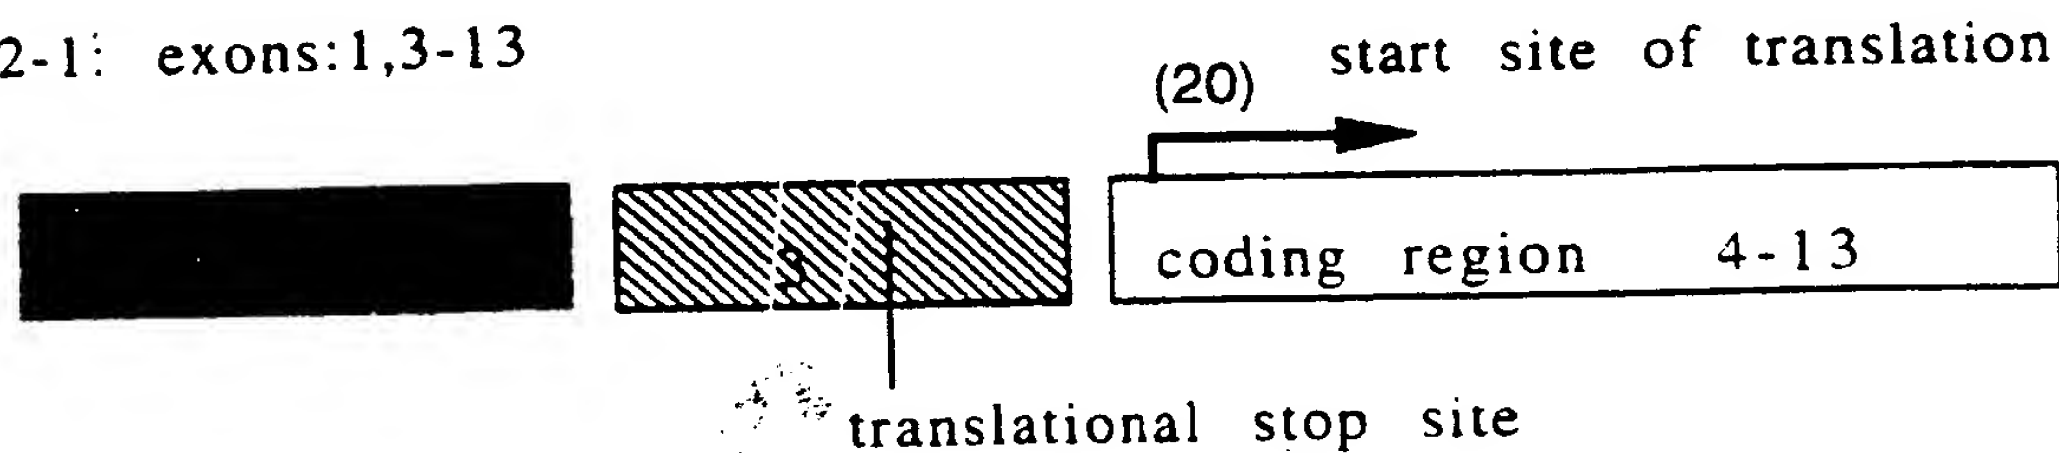 2-1: exons:1,3-13
start site of translation
(20)
3
coding region 4-13
translational stop site